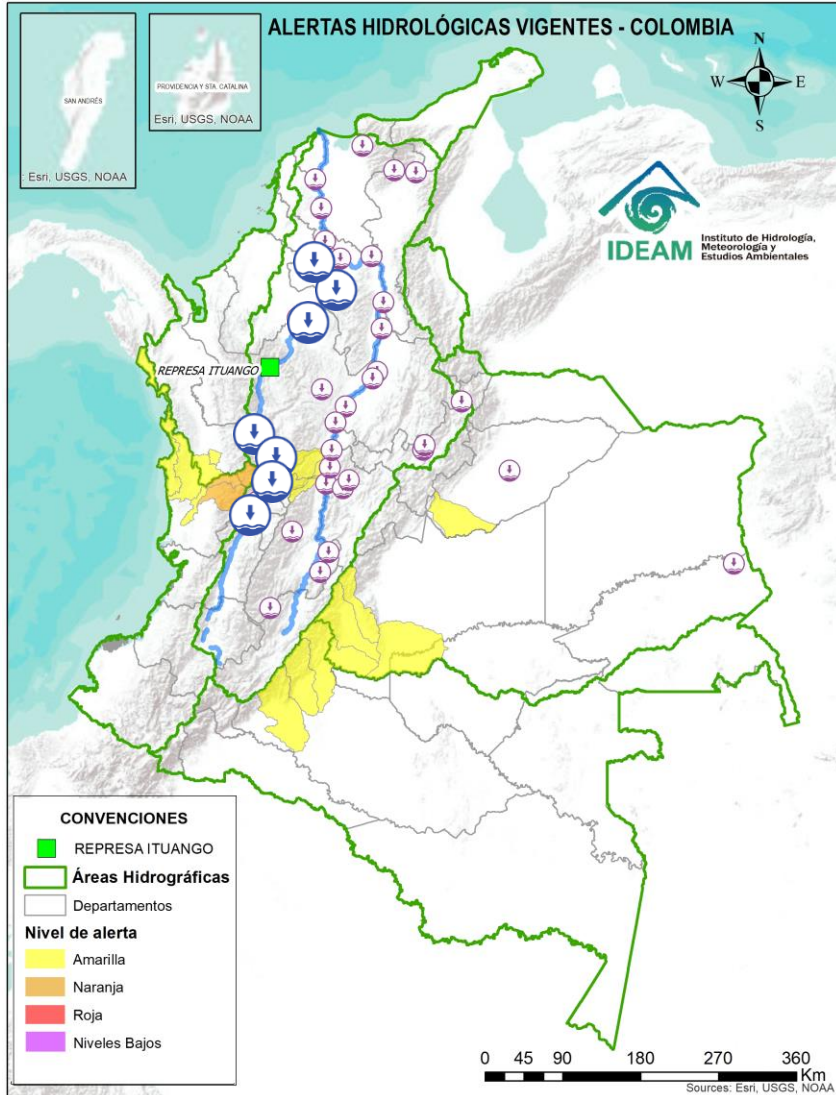 ALERTAS HIDROLÓGICAS VIGENTES - COLOMBIA
SAN ANDRÉS
: Esri, USGS, NOAA
PROVIDENCIA Y STA. CATALINA
Esri, USGS, NOAA
N
W
E
S
IDEAM
Instituto de Hidrología,
Meteorología y
Estudios Ambientales
REPRESA ITUANGO
CONVENCIONES
REPRESA ITUANGO
Áreas Hidrográficas
Departamentos
Nivel de alerta
Amarilla
Naranja
Roja
Niveles Bajos
0 45 90 180 270 360
Km
Sources: Esri, USGS, NOAA